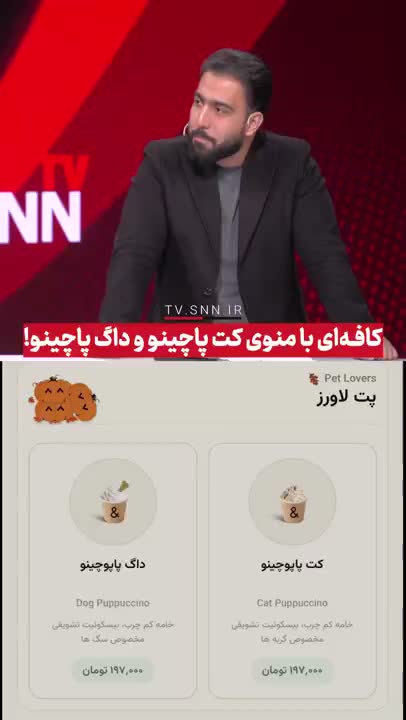 TV
SNN
TV.SNN.IR
کافه‌ای با منوی کت پاچینو و داگ پاچینو!
Pet Lovers
پت لاورز
&
&
کت پاپوچینو
Cat Puppuccino
خامه کم چرب، بیسکوئیت تشویقی
مخصوص گربه ها
۱۹۷,۰۰۰ تومان
داگ پاپوچینو
Dog Puppuccino
خامه کم چرب، بیسکوئیت تشویقی
مخصوص سگ ها
۱۹۷,۰۰۰ تومان